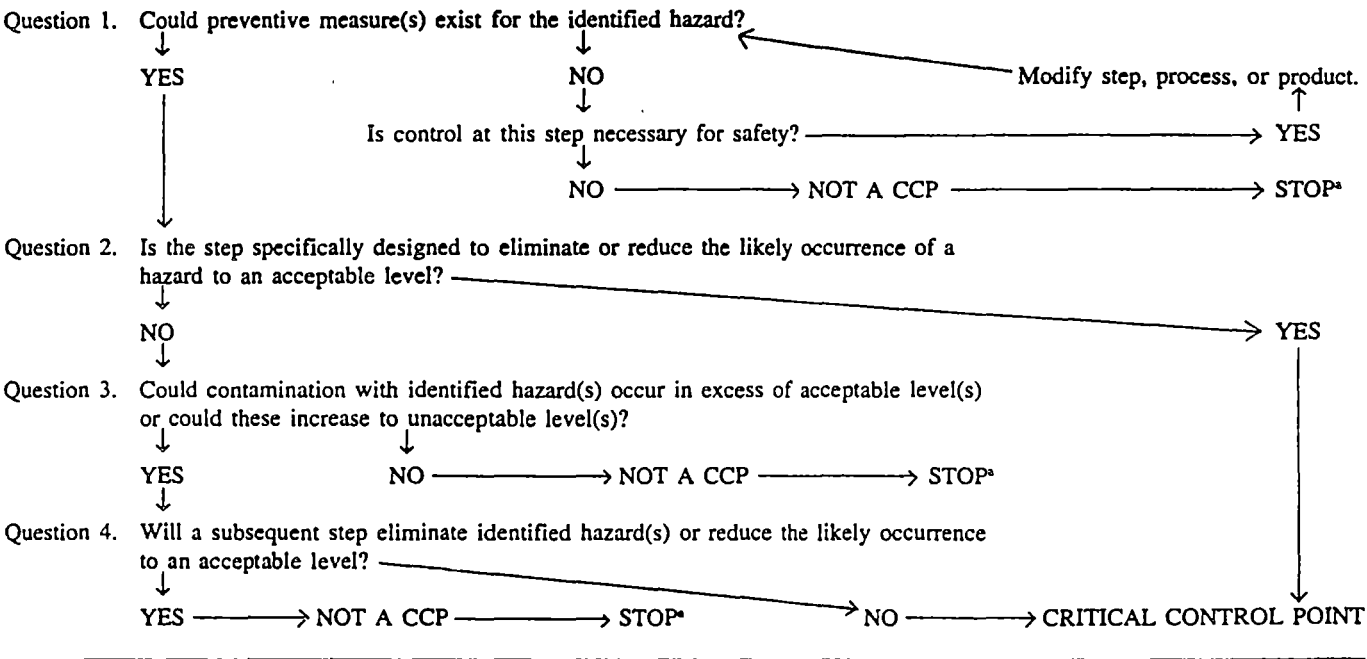 Question 1. Could preventive measure(s) exist for the identified hazard?
YES NO Modify step, process, or product.
Is control at this step necessary for safety? YES
NO NOT A CCP STOPª
Question 2. Is the step specifically designed to eliminate or reduce the likely occurrence of a
hazard to an acceptable level?
NO YES
Question 3. Could contamination with identified hazard(s) occur in excess of acceptable level(s)
or could these increase to unacceptable level(s)?
YES NO NOT A CCP STOPª
Question 4. Will a subsequent step eliminate identified hazard(s) or reduce the likely occurrence
to an acceptable level?
YES NOT A CCP STOPª NO CRITICAL CONTROL POINT